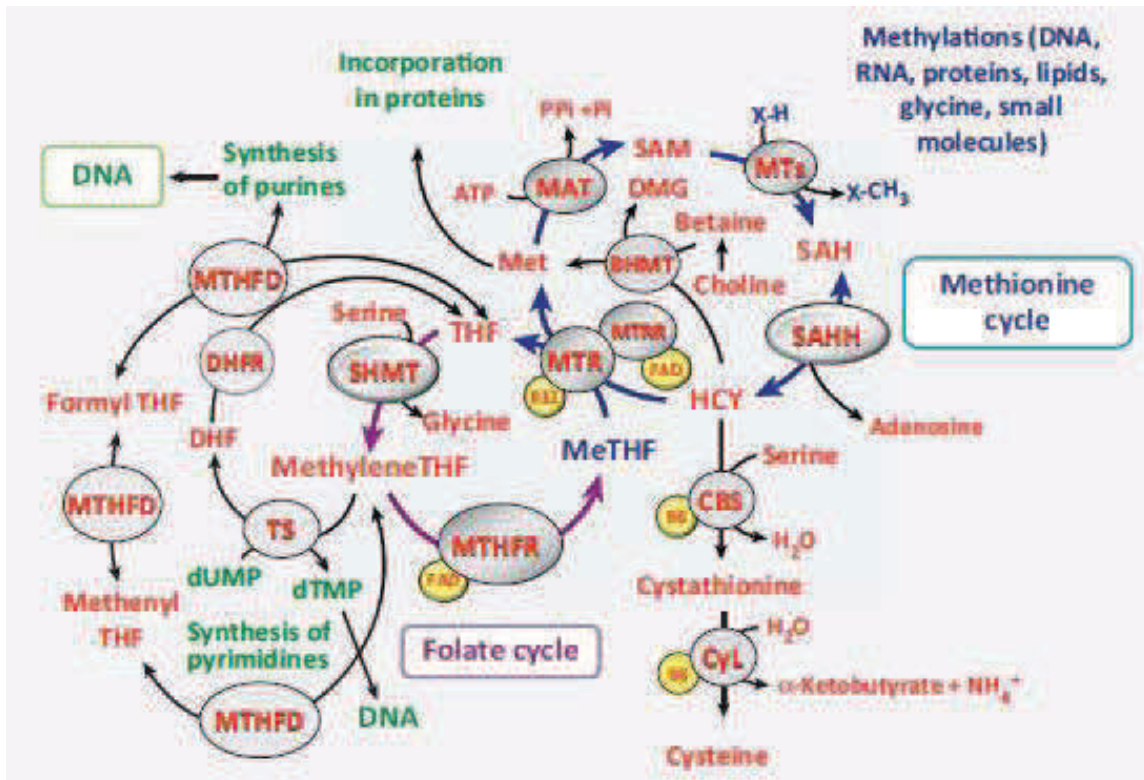 Methylations (DNA,
RNA, proteins, lipids,
glycine, small
molecules)
Incorporation
in proteins
PPi +Pi
X-H
SAM
MTs
DNA
Synthesis
of purines
ATP
MAT
DMG
X-CH3
Betaine
SAH
MTHFD
Met
BHMT
Choline
Methionine
cycle
Serine
THF
MTRR
SAHH
DHFR
SHMT
MTR
FAD
B12
Formyl THF
HCY
Glycine
Adenosine
DHF
MethyleneTHF
MeTHF
Serine
MTHFD
TS
CBS
B6
MTHFR
H2O
FAD
dUMP
dTMP
Cystathionine
Methenyl
THF
Synthesis of
pyrimidines
Folate cycle
H2O
CyL
B6
α-Ketobutyrate + NH4+
MTHFD
DNA
Cysteine